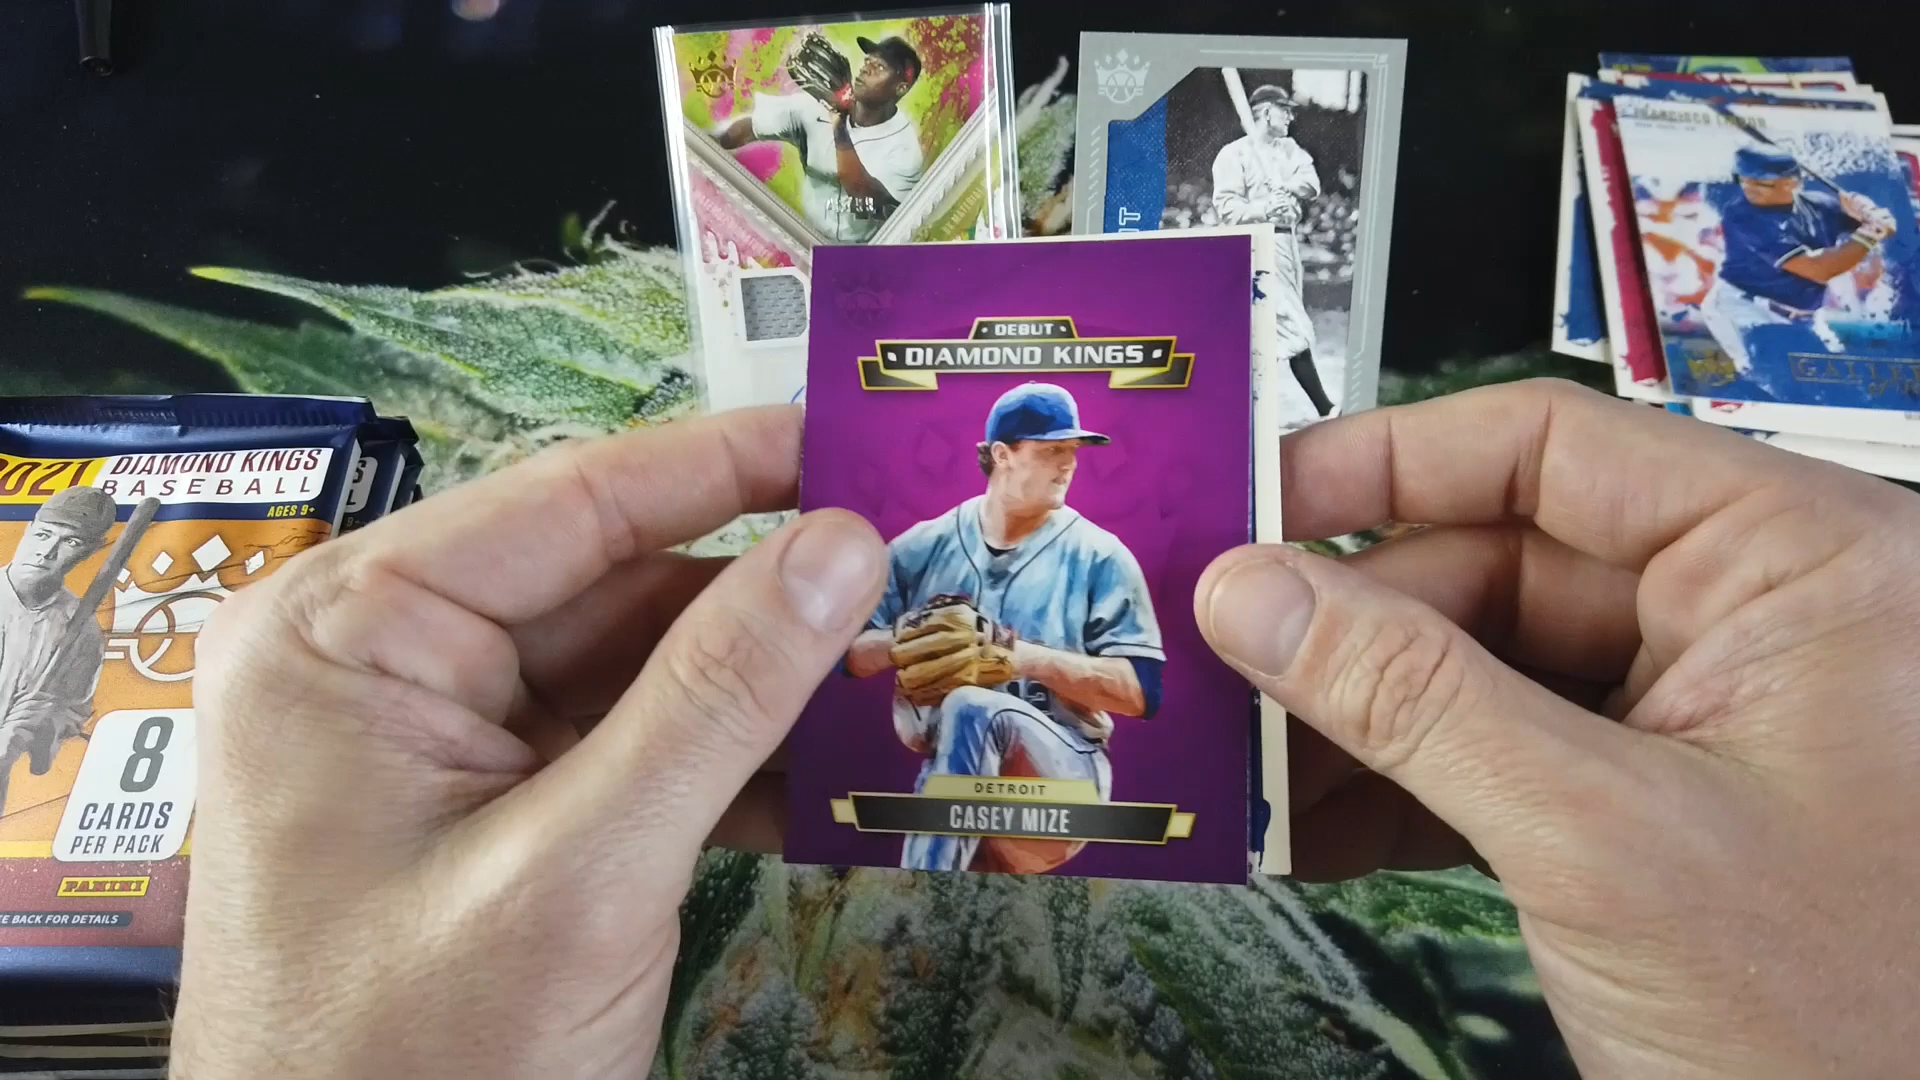 DEBUT
DIAMOND KINGS
DETROIT
CASEY MIZE
2021
DIAMOND KINGS
BASEBALL
AGES 9+
8
CARDS
PER PACK
PANINI
BACK FOR DETAILS
FRANCISCO